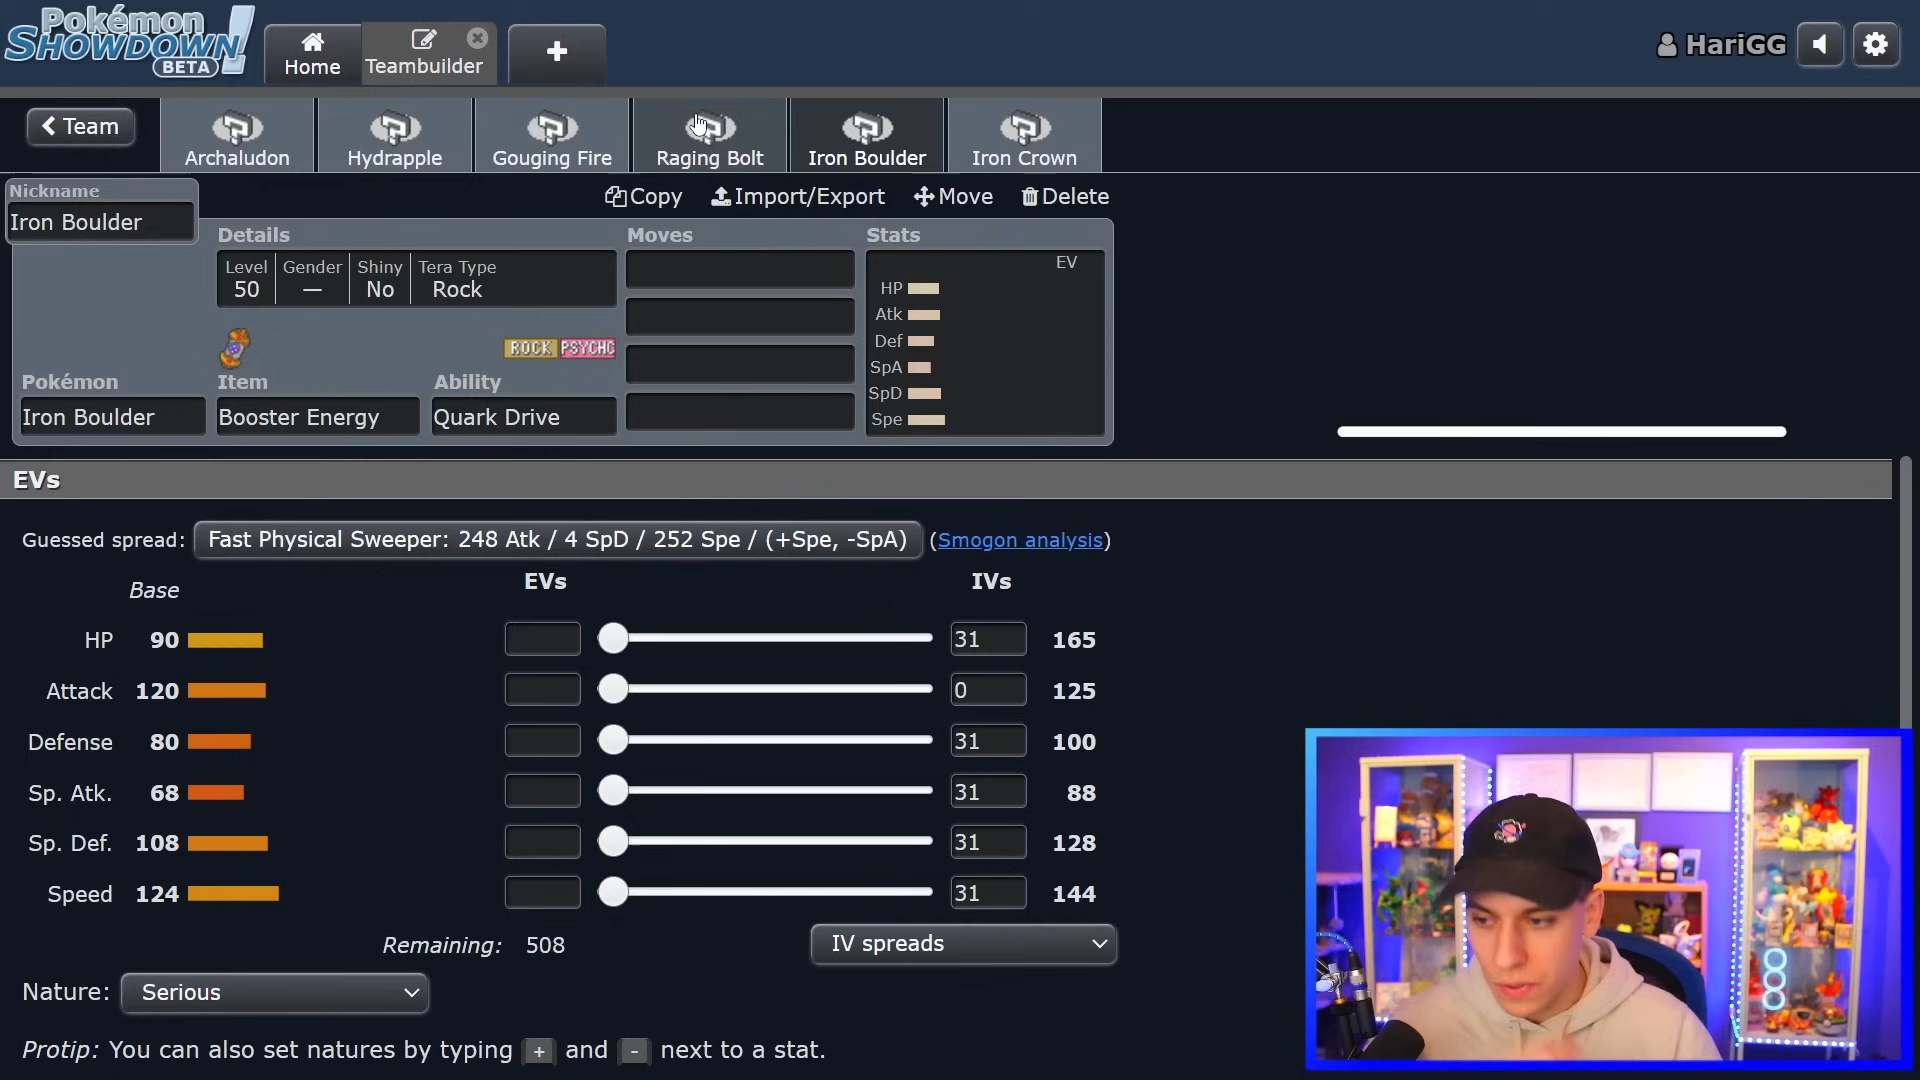 Pokémon
SHOWDOWN!
BETA
Home
Teambuilder
+
HariGG
Team
Archaludon
Hydrapple
Gouging Fire
Raging Bolt
Iron Boulder
Iron Crown
Nickname
Iron Boulder
Copy
Import/Export
Move
Delete
Details
Level Gender Shiny Tera Type
50 — No Rock
ROCK PSYCHC
Pokémon
Iron Boulder
Item
Booster Energy
Ability
Quark Drive
Moves
Stats
EV
HP
Atk
Def
SpA
SpD
Spe
EVs
Guessed spread: Fast Physical Sweeper: 248 Atk / 4 SpD / 252 Spe / (+Spe, -SpA) (Smogon analysis)
Base EVs IVs
HP 90 31 165
Attack 120 0 125
Defense 80 31 100
Sp. Atk. 68 31 88
Sp. Def. 108 31 128
Speed 124 31 144
Remaining: 508
IV spreads
Nature: Serious
Protip: You can also set natures by typing + and - next to a stat.